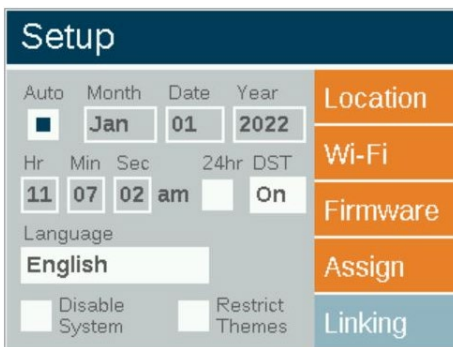 Setup
Auto Month Date Year
Jan 01 2022
Hr Min Sec 24hr DST
11 07 02 am On
Language
English
Disable System
Restrict Themes
Location
Wi-Fi
Firmware
Assign
Linking